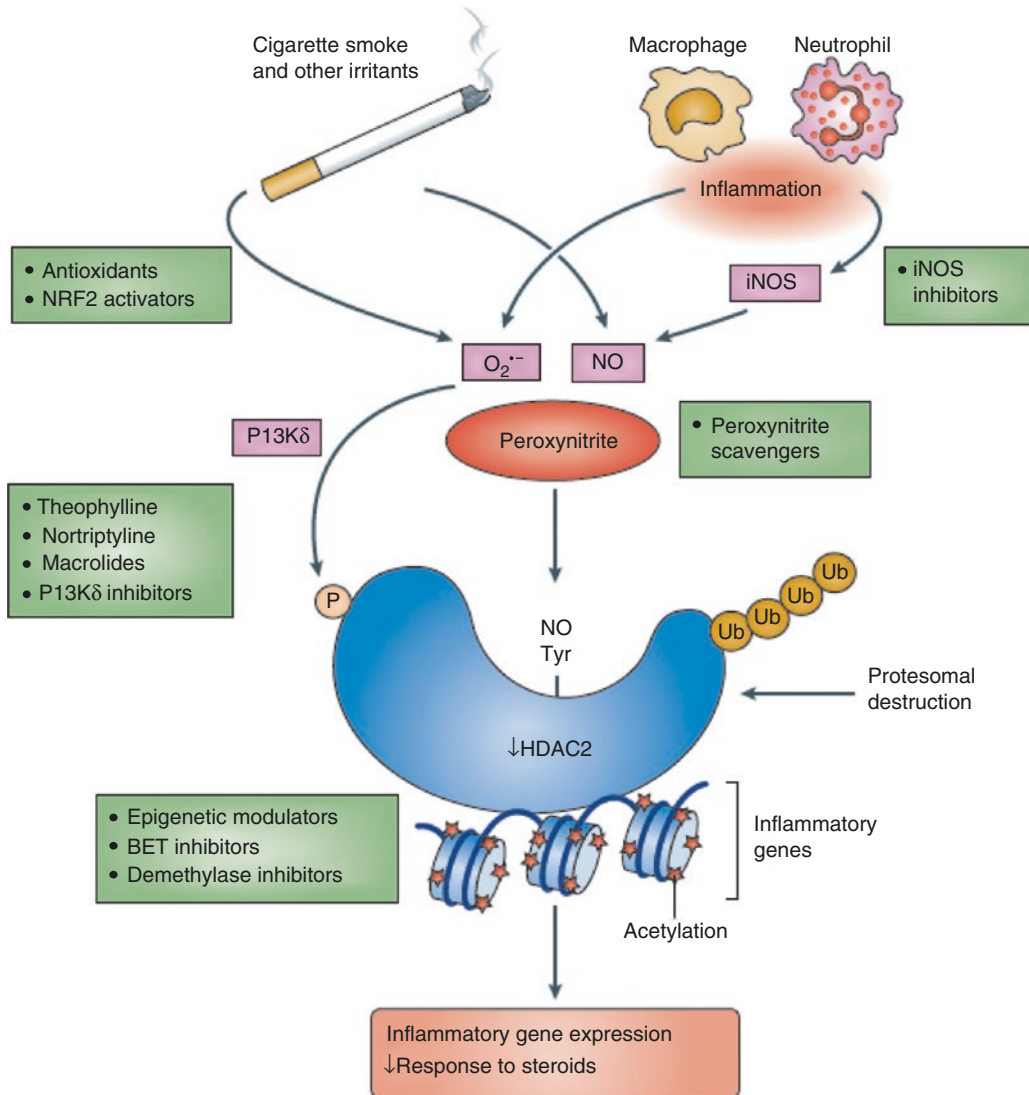 Cigarette smoke
and other irritants
Macrophage
Neutrophil
Inflammation
• Antioxidants
• NRF2 activators
iNOS
• iNOS
inhibitors
O₂•−
NO
P13Kδ
Peroxynitrite
• Peroxynitrite
scavengers
• Theophylline
• Nortriptyline
• Macrolides
• P13Kδ inhibitors
P
NO
Tyr
Ub
Ub
Ub
Ub
Protesomal
destruction
↓HDAC2
• Epigenetic modulators
• BET inhibitors
• Demethylase inhibitors
Inflammatory
genes
Acetylation
Inflammatory gene expression
↓Response to steroids